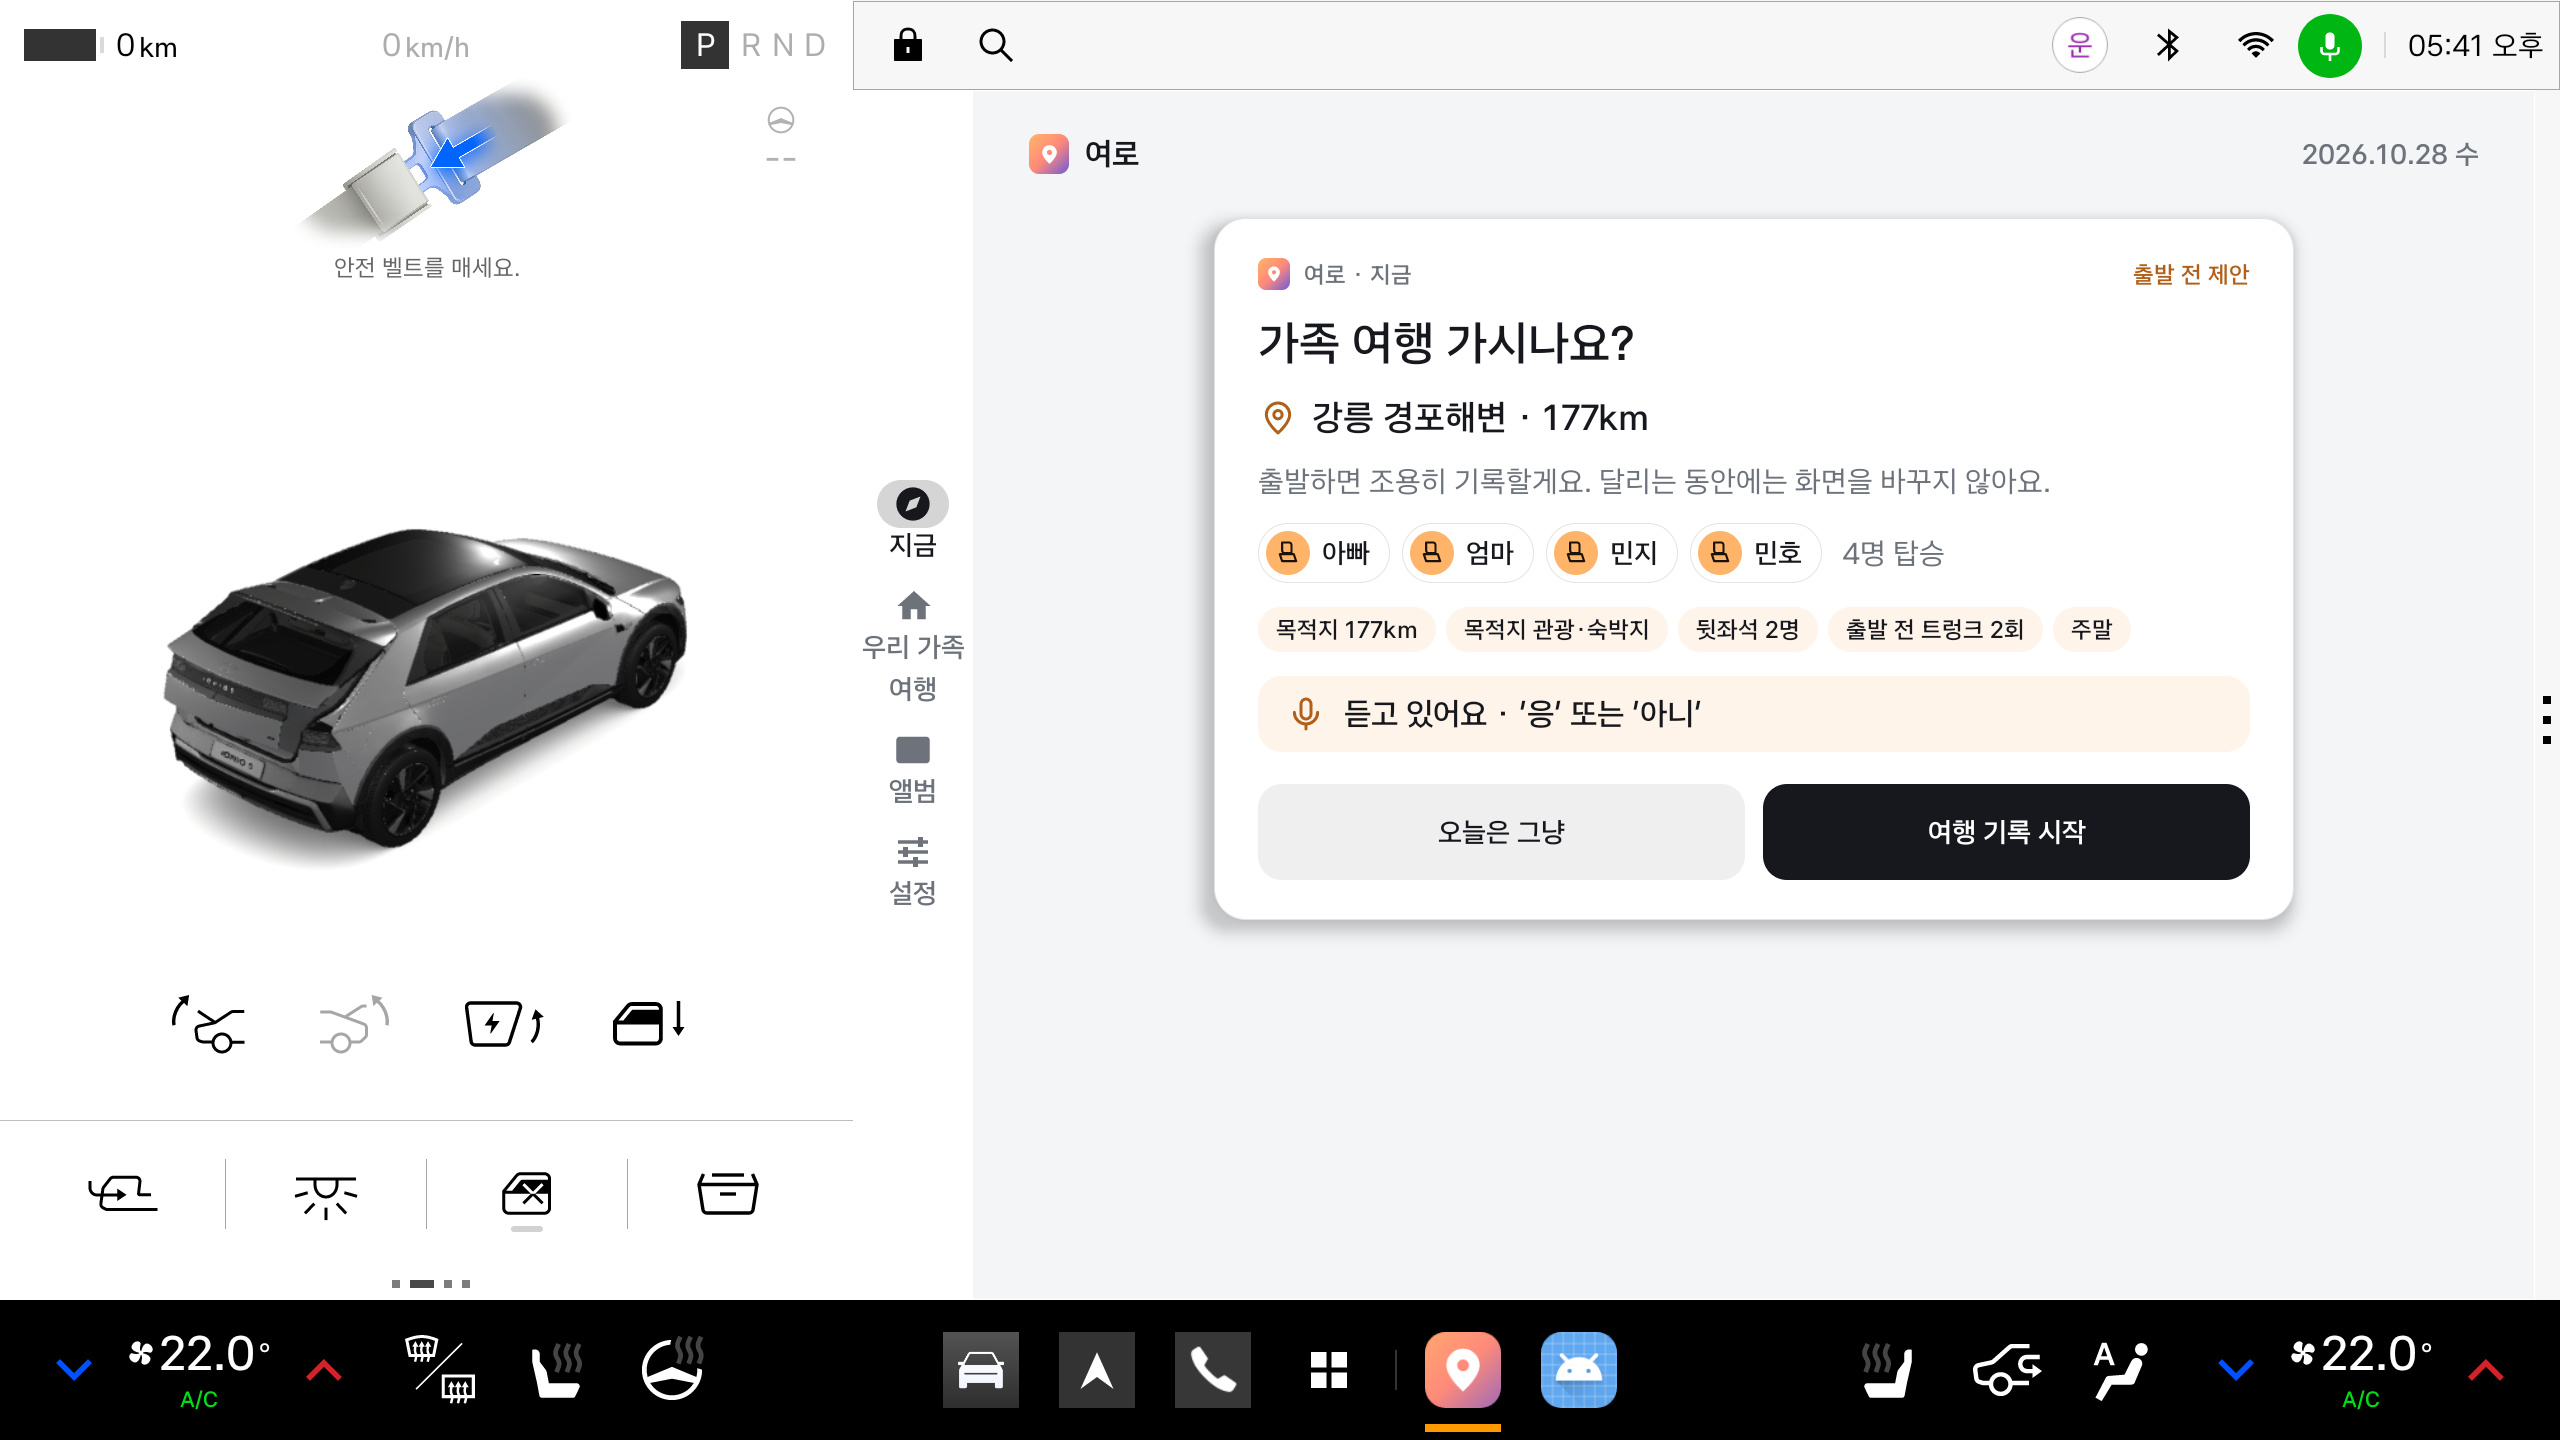 0 km
0 km/h
P R N D
운
05:41 오후
안전 벨트를 매세요.
지금
우리 가족
여행
앨범
설정
여로
2026.10.28 수
여로 · 지금
출발 전 제안
가족 여행 가시나요?
강릉 경포해변 · 177km
출발하면 조용히 기록할게요. 달리는 동안에는 화면을 바꾸지 않아요.
아빠 엄마 민지 민호 4명 탑승
목적지 177km 목적지 관광·숙박지 뒷좌석 2명 출발 전 트렁크 2회 주말
듣고 있어요 · '응' 또는 '아니'
오늘은 그냥
여행 기록 시작
22.0°
A/C
A
22.0°
A/C